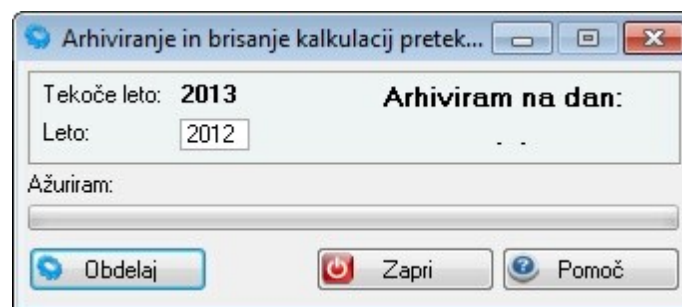 Arhiviranje in brisanje kalkulacij pretek...
Tekoče leto: 2013 Arhiviram na dan:
Leto: 2012 . .
Ažuriram:
Obdelaj Zapri Pomoč